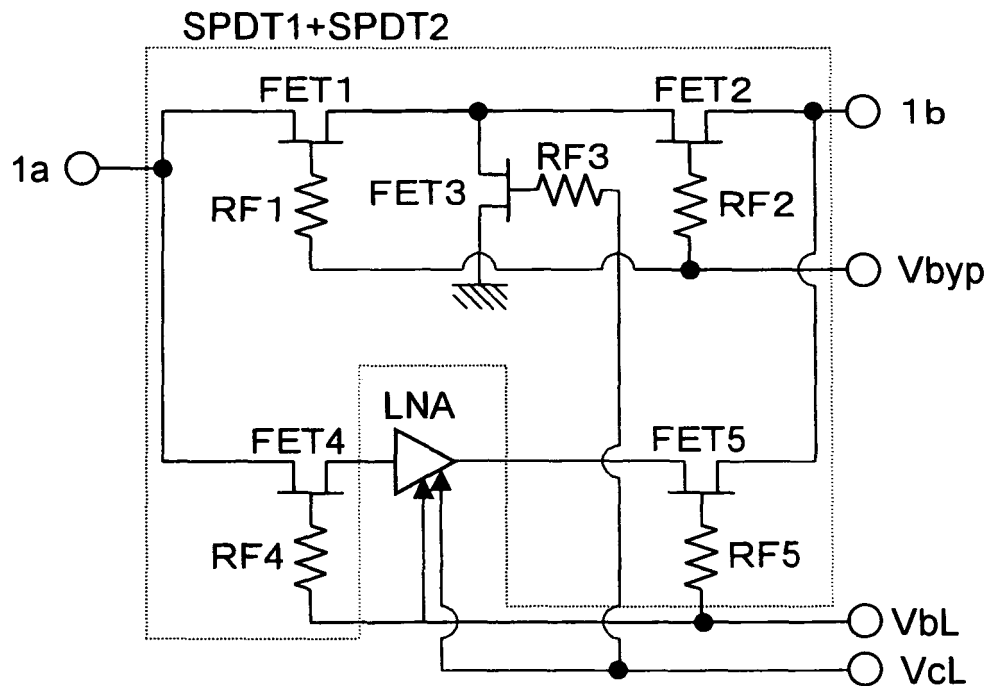 SPDT1+SPDT2
FET1
FET2
1b
1a
RF3
FET3
RF1
RF2
Vbyp
LNA
FET4
FET5
RF4
RF5
VbL
VcL